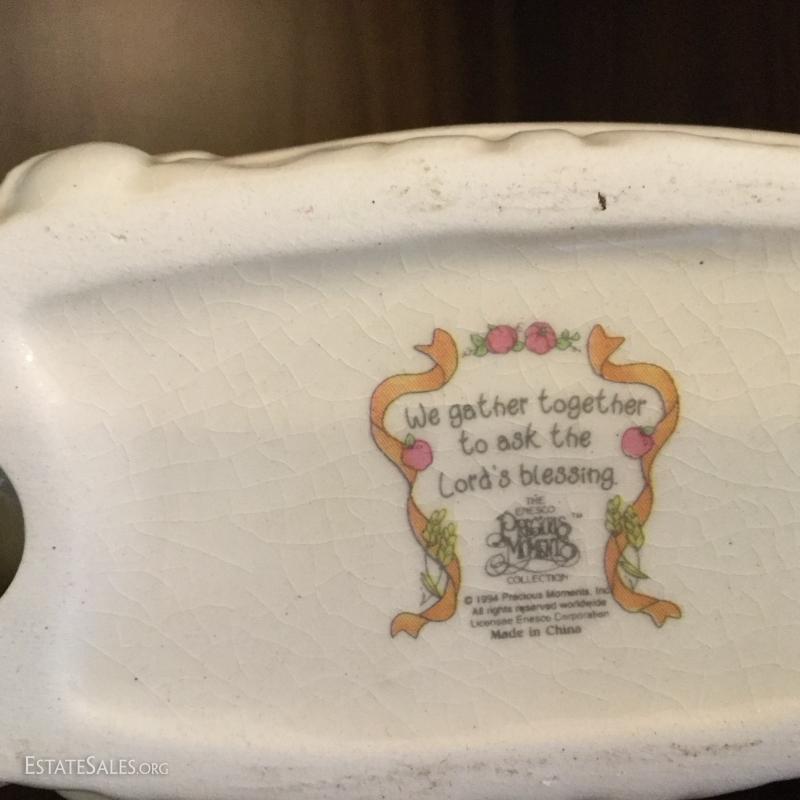 We gather together
to ask the
Lord's blessing.
THE
ENESCO
PRECIOUS
MOMENTS™
COLLECTION
© 1994 Precious Moments, Inc
All rights reserved worldwide
Licensee Enesco Corporation
Made in China
ESTATESALES.ORG